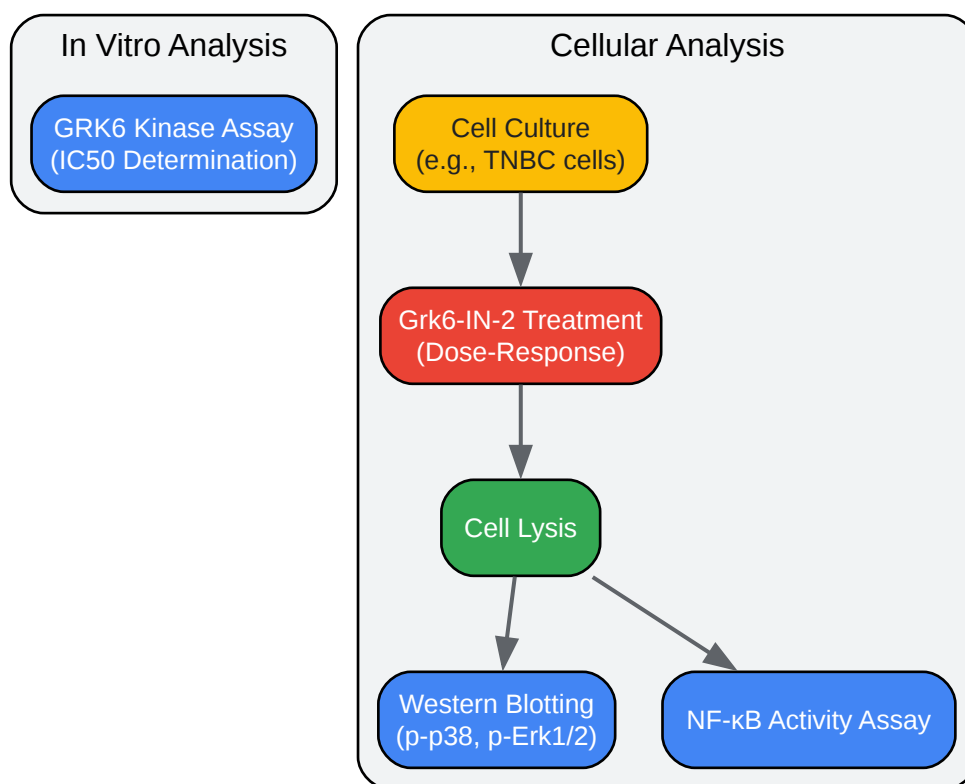 In Vitro Analysis
GRK6 Kinase Assay
(IC50 Determination)
Cellular Analysis
Cell Culture
(e.g., TNBC cells)
Grk6-IN-2 Treatment
(Dose-Response)
Cell Lysis
Western Blotting
(p-p38, p-Erk1/2)
NF-κB Activity Assay